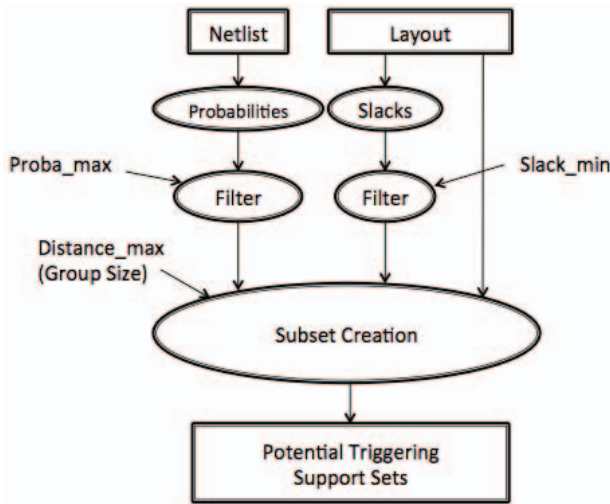 Netlist
Layout
Probabilities
Slacks
Proba_max
Slack_min
Filter
Filter
Distance_max
(Group Size)
Subset Creation
Potential Triggering
Support Sets